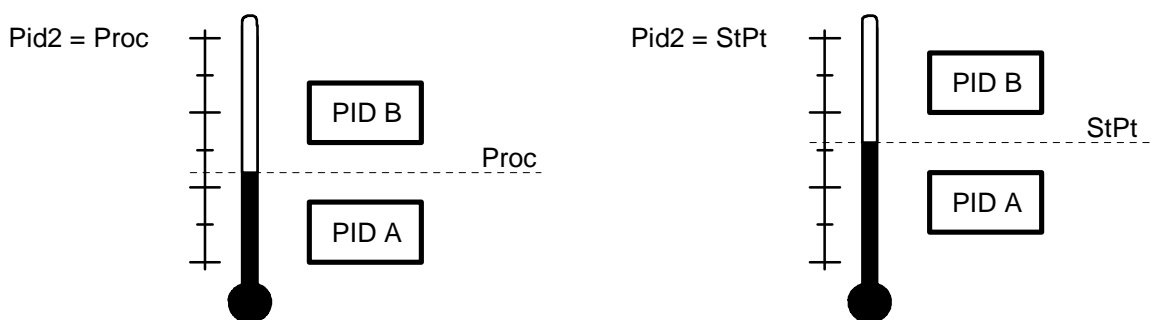 Pid2 = Proc
PID B
Proc
PID A
Pid2 = StPt
PID B
StPt
PID A